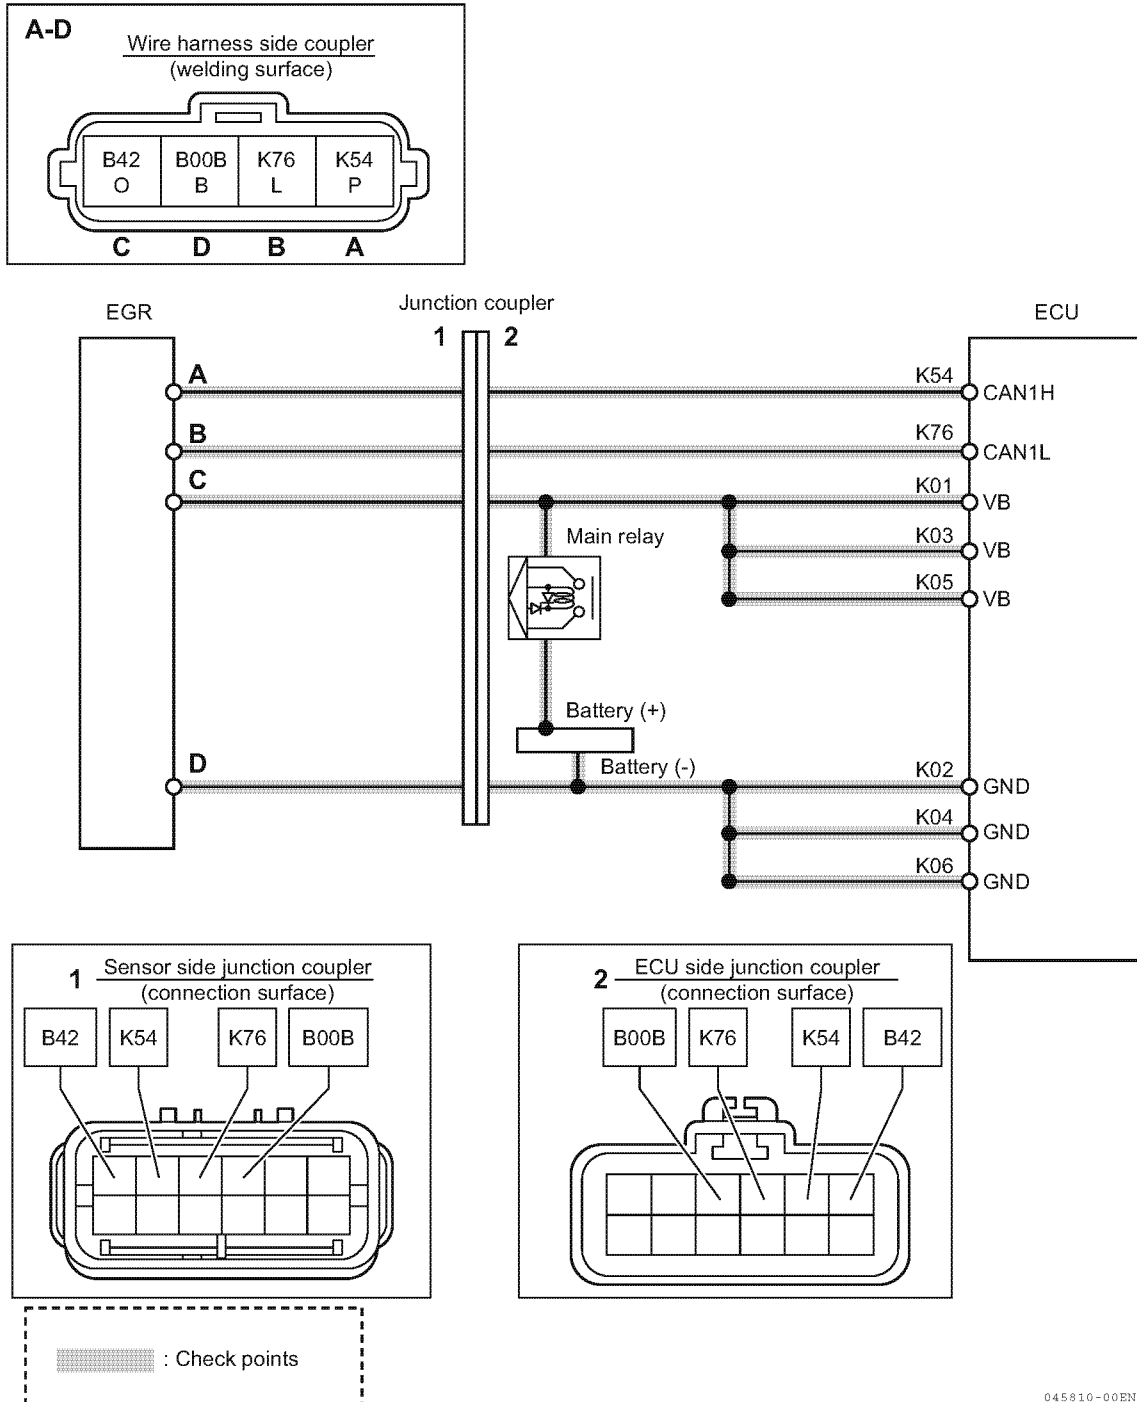 A-D
Wire harness side coupler
(welding surface)
B42 B00B K76 K54
O B L P
C D B A
EGR
Junction coupler
ECU
1 2
A
K54
CAN1H
B
K76
CAN1L
C
K01
VB
Main relay
K03
VB
K05
VB
Battery (+)
Battery (-)
D
K02
GND
K04
GND
K06
GND
1 Sensor side junction coupler
(connection surface)
B42 K54 K76 B00B
2 ECU side junction coupler
(connection surface)
B00B K76 K54 B42
: Check points
045810-00EN